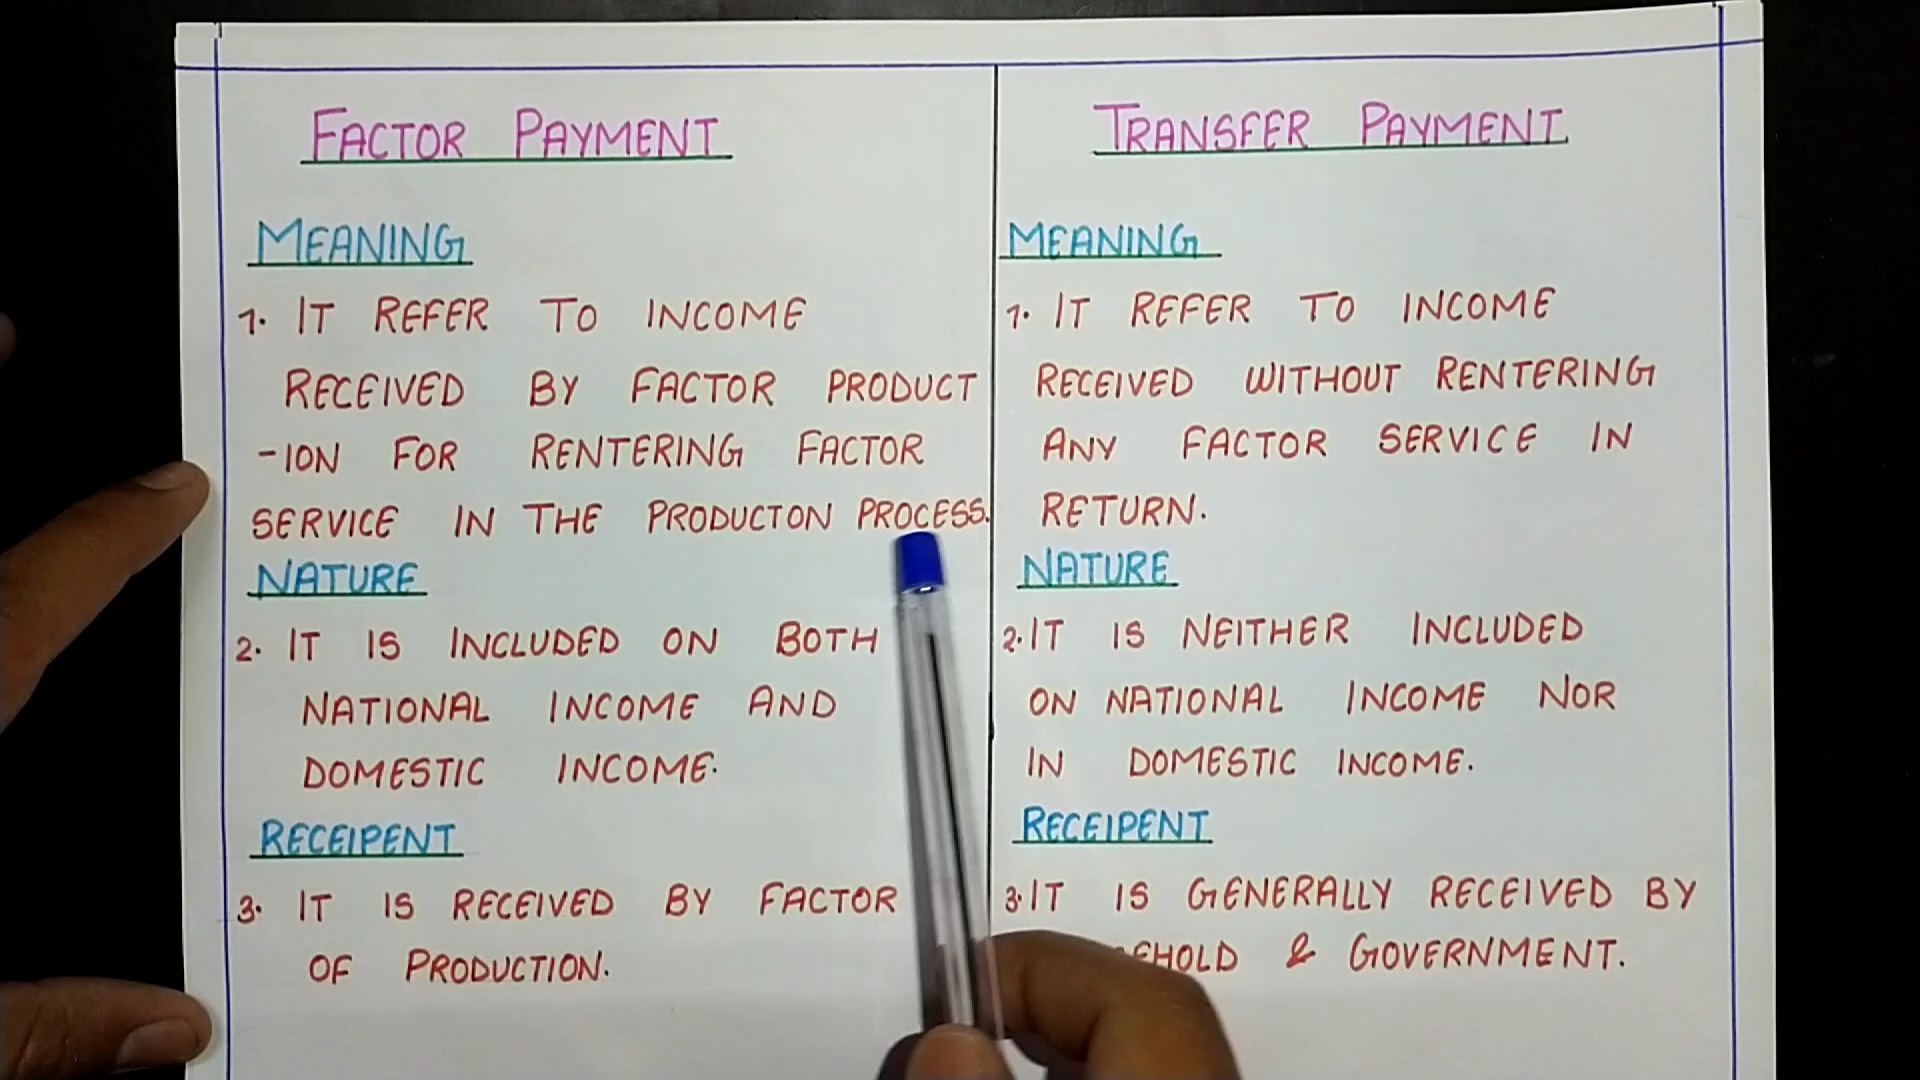 FACTOR PAYMENT
MEANING
1. IT REFER TO INCOME
RECEIVED BY FACTOR PRODUCT
-ION FOR RENTERING FACTOR
SERVICE IN THE PRODUCTON PROCESS.
NATURE
2. IT IS INCLUDED ON BOTH
NATIONAL INCOME AND
DOMESTIC INCOME.
RECEIPENT
3. IT IS RECEIVED BY FACTOR
OF PRODUCTION.
TRANSFER PAYMENT
MEANING
1. IT REFER TO INCOME
RECEIVED WITHOUT RENTERING
ANY FACTOR SERVICE IN
RETURN.
NATURE
2. IT IS NEITHER INCLUDED
ON NATIONAL INCOME NOR
IN DOMESTIC INCOME.
RECEIPENT
3. IT IS GENERALLY RECEIVED BY
& GOVERNMENT.